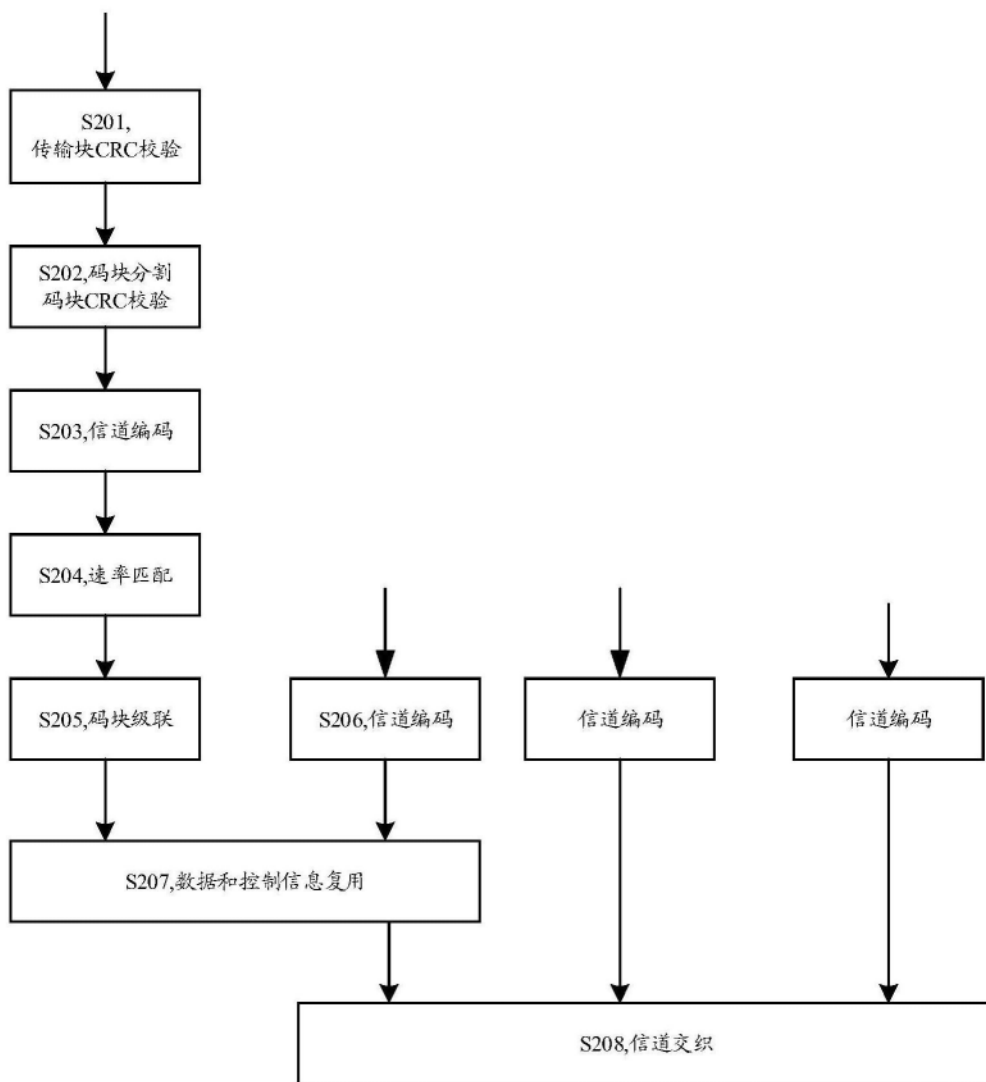 S201,
传输块CRC校验
S202,码块分割
码块CRC校验
S203,信道编码
S204,速率匹配
S205,码块级联
S206,信道编码
信道编码
信道编码
S207,数据和控制信息复用
S208,信道交织